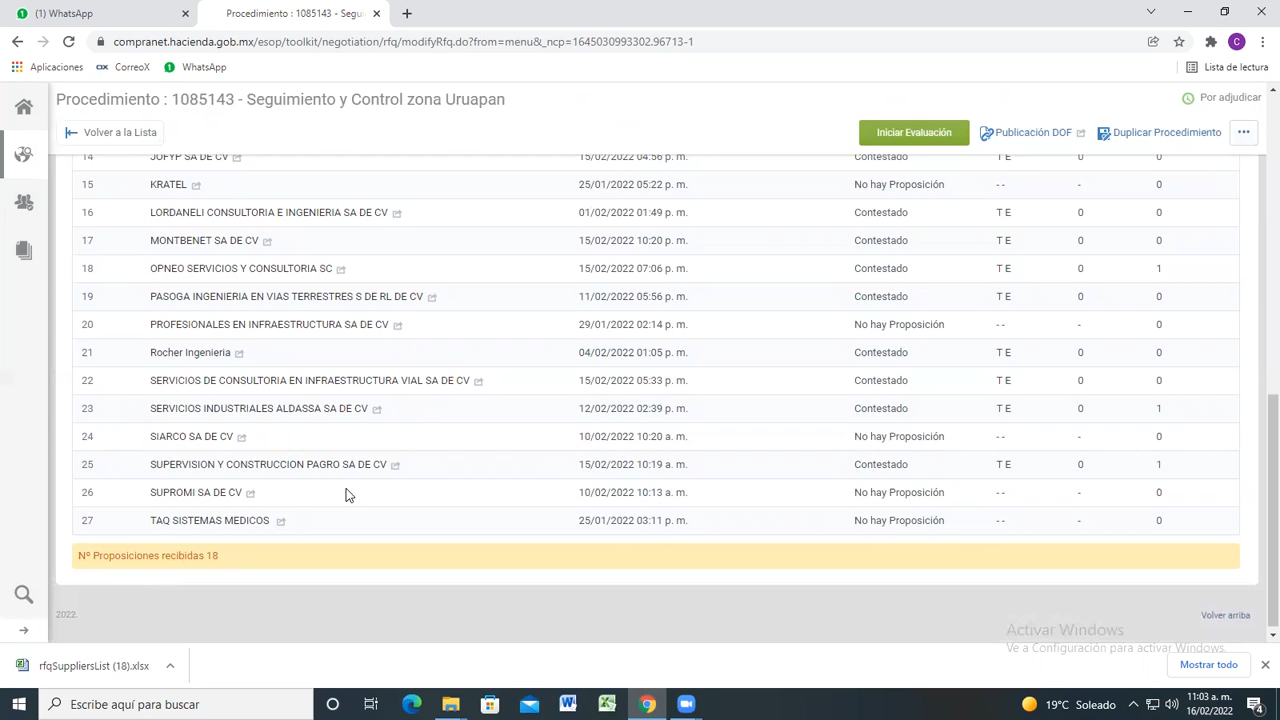 (1) WhatsApp
Procedimiento : 1085143 - Segu
compranet.hacienda.gob.mx/esop/toolkit/negotiation/rfq/modifyRfq.do?from=menu&_ncp=1645030993302.96713-1
C
Aplicaciones CorreoX WhatsApp Lista de lectura
Procedimiento : 1085143 - Seguimiento y Control zona Uruapan Por adjudicar
Volver a la Lista Iniciar Evaluación Publicación DOF Duplicar Procedimiento ...
14 JUFYP SA DE CV 15/02/2022 04:56 p. m. Contestado T E 0 0
15 KRATEL 25/01/2022 05:22 p. m. No hay Proposición - - - 0
16 LORDANELI CONSULTORIA E INGENIERIA SA DE CV 01/02/2022 01:49 p. m. Contestado T E 0 0
17 MONTBENET SA DE CV 15/02/2022 10:20 p. m. Contestado T E 0 0
18 OPNEO SERVICIOS Y CONSULTORIA SC 15/02/2022 07:06 p. m. Contestado T E 0 1
19 PASOGA INGENIERIA EN VIAS TERRESTRES S DE RL DE CV 11/02/2022 05:56 p. m. Contestado T E 0 0
20 PROFESIONALES EN INFRAESTRUCTURA SA DE CV 29/01/2022 02:14 p. m. No hay Proposición - - - 0
21 Rocher Ingenieria 04/02/2022 01:05 p. m. Contestado T E 0 0
22 SERVICIOS DE CONSULTORIA EN INFRAESTRUCTURA VIAL SA DE CV 15/02/2022 05:33 p. m. Contestado T E 0 0
23 SERVICIOS INDUSTRIALES ALDASSA SA DE CV 12/02/2022 02:39 p. m. Contestado T E 0 1
24 SIARCO SA DE CV 10/02/2022 10:20 a. m. No hay Proposición - - - 0
25 SUPERVISION Y CONSTRUCCION PAGRO SA DE CV 15/02/2022 10:19 a. m. Contestado T E 0 1
26 SUPROMI SA DE CV 10/02/2022 10:13 a. m. No hay Proposición - - - 0
27 TAQ SISTEMAS MEDICOS 25/01/2022 03:11 p. m. No hay Proposición - - - 0
Nº Proposiciones recibidas 18
2022. Volver arriba
Activar Windows
Ve a Configuración para activar Windows.
rfqSuppliersList (18).xlsx Mostrar todo
Escribe aquí para buscar 19°C Soleado 11:03 a. m.
16/02/2022 4